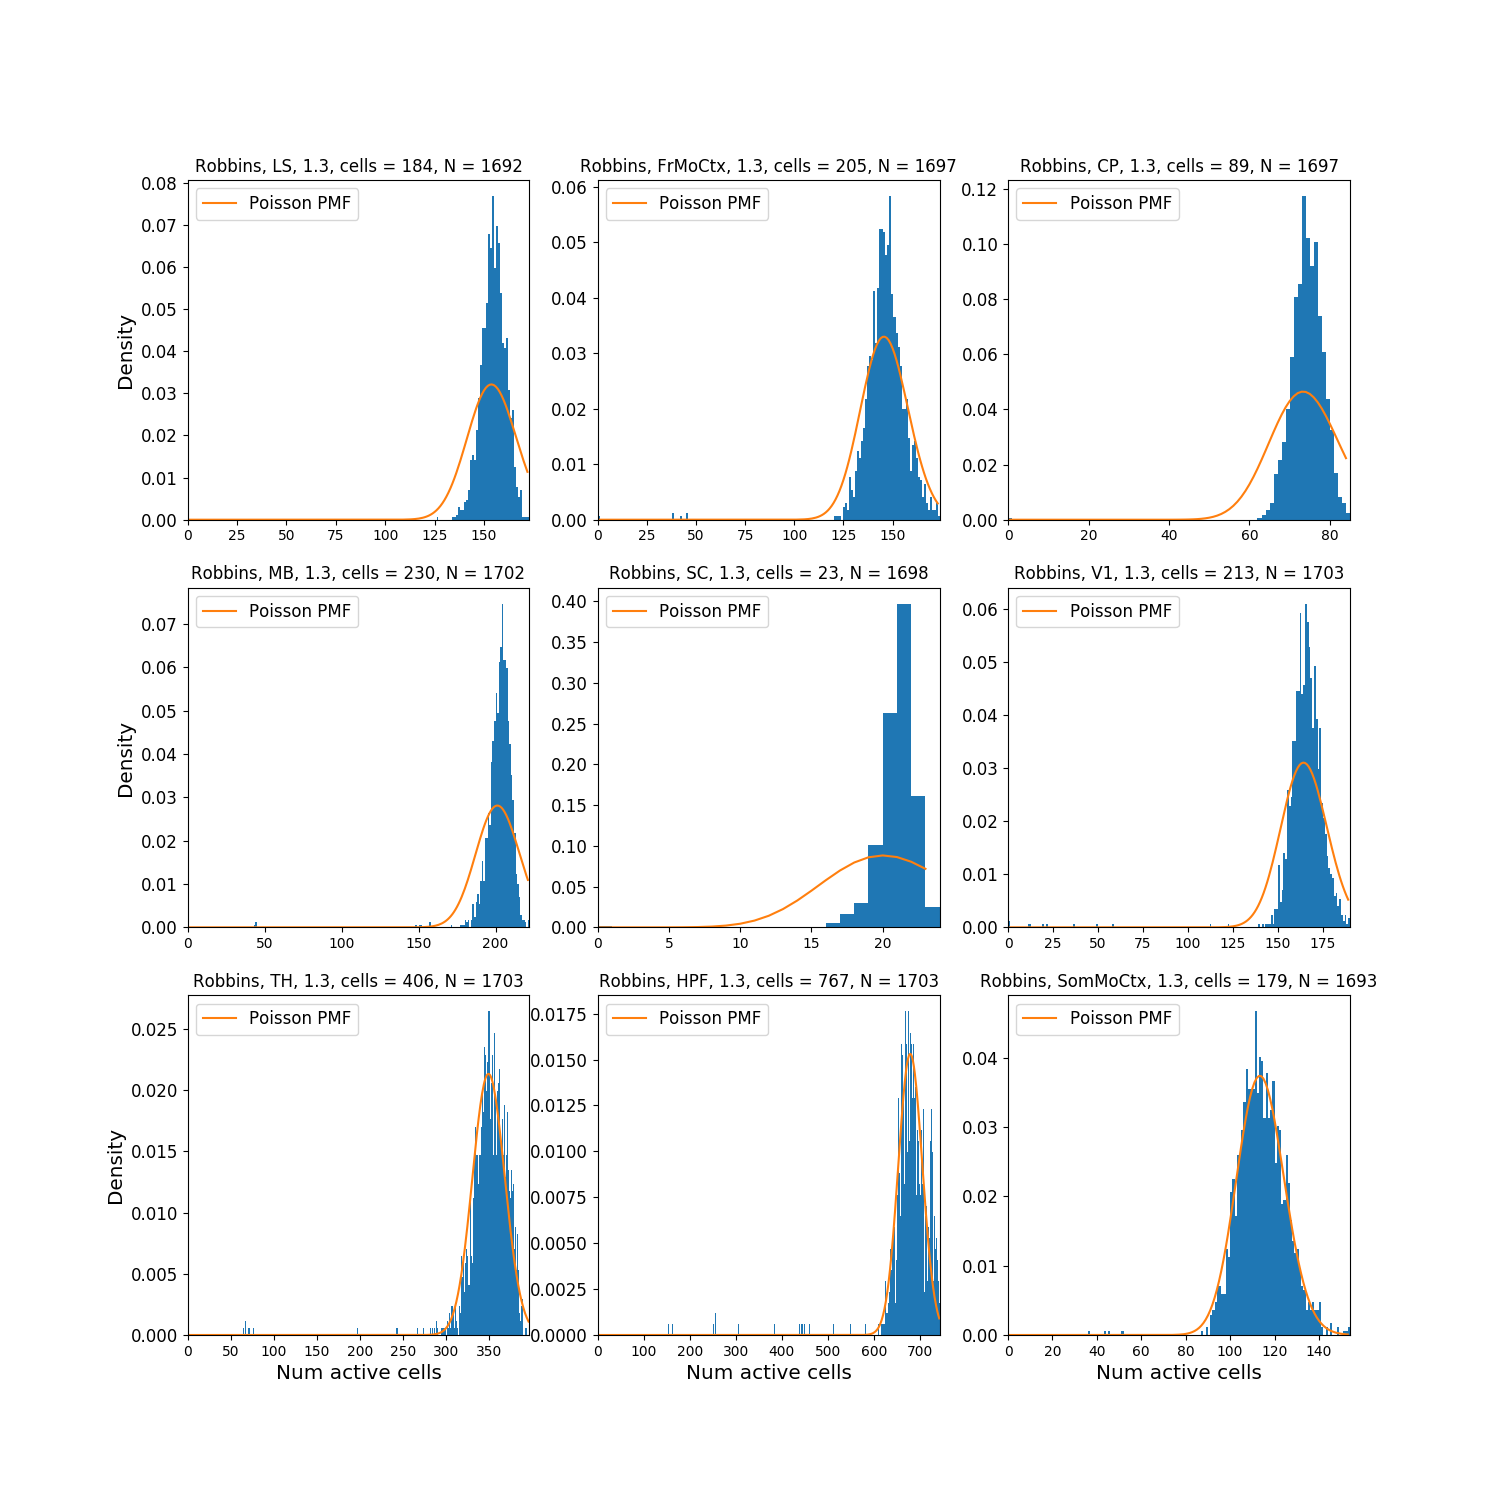 Robbins, LS, 1.3, cells = 184, N = 1692
Robbins, FrMoCtx, 1.3, cells = 205, N = 1697
Robbins, CP, 1.3, cells = 89, N = 1697
Density
0.08
0.07
0.06
0.05
0.04
0.03
0.02
0.01
0.00
Poisson PMF
0 25 50 75 100 125 150
0.06
0.05
0.04
0.03
0.02
0.01
0.00
Poisson PMF
0 25 50 75 100 125 150
0.12
0.10
0.08
0.06
0.04
0.02
0.00
Poisson PMF
0 20 40 60 80
Robbins, MB, 1.3, cells = 230, N = 1702
Robbins, SC, 1.3, cells = 23, N = 1698
Robbins, V1, 1.3, cells = 213, N = 1703
Density
0.07
0.06
0.05
0.04
0.03
0.02
0.01
0.00
Poisson PMF
0 50 100 150 200
0.40
0.35
0.30
0.25
0.20
0.15
0.10
0.05
0.00
Poisson PMF
0 5 10 15 20
0.06
0.05
0.04
0.03
0.02
0.01
0.00
Poisson PMF
0 25 50 75 100 125 150 175
Robbins, TH, 1.3, cells = 406, N = 1703
Robbins, HPF, 1.3, cells = 767, N = 1703
Robbins, SomMoCtx, 1.3, cells = 179, N = 1693
Density
0.025
0.020
0.015
0.010
0.005
0.000
Poisson PMF
0 50 100 150 200 250 300 350
Num active cells
0.0175
0.0150
0.0125
0.0100
0.0075
0.0050
0.0025
0.0000
Poisson PMF
0 100 200 300 400 500 600 700
Num active cells
0.04
0.03
0.02
0.01
0.00
Poisson PMF
0 20 40 60 80 100 120 140
Num active cells